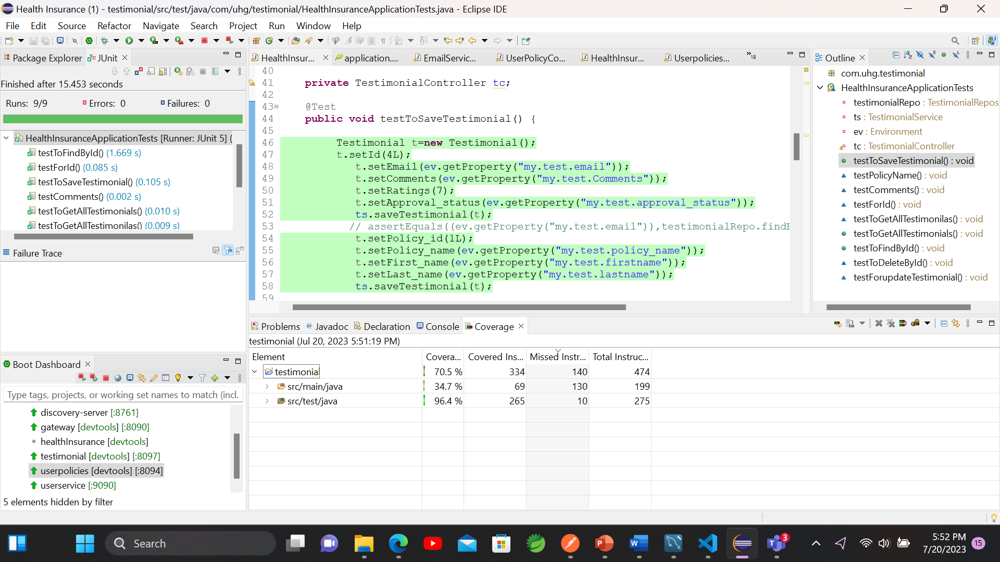 Health Insurance (1) - testimonial/src/test/java/com/uhg/testimonial/HealthInsuranceApplicationTests.java - Eclipse IDE
File Edit Source Refactor Navigate Search Project Run Window Help
Package Explorer JUnit
Finished after 15.453 seconds
Runs: 9/9 Errors: 0 Failures: 0
HealthInsuranceApplicationTests [Runner: JUnit 5] (
testToFindById() (1.669 s)
testForId() (0.085 s)
testToSaveTestimonial() (0.105 s)
testComments() (0.002 s)
testToGetAllTestimonials() (0.010 s)
testToGetAllTestimonilas() (0.009 s)
Failure Trace
Boot Dashboard
Type tags, projects, or working set names to match (incl.
discovery-server [:8761]
gateway [devtools] [:8090]
healthInsurance [devtools]
testimonial [devtools] [:8097]
userpolicies [devtools] [:8094]
userservice [:9090]
5 elements hidden by filter
HealthInsur... application.... EmailServic... UserPolicyCo... HealthInsur... Userpolicies... »18
40
41 private TestimonialController tc;
42
43 @Test
44 public void testToSaveTestimonial() {
45
46 Testimonial t=new Testimonial();
47 t.setId(4L);
48 t.setEmail(ev.getProperty("my.test.email"));
49 t.setComments(ev.getProperty("my.test.Comments"));
50 t.setRatings(7);
51 t.setApproval_status(ev.getProperty("my.test.approval_status"));
52 ts.saveTestimonial(t);
53 // assertEquals((ev.getProperty("my.test.email")),testimonialRepo.findE
54 t.setPolicy_id(1L);
55 t.setPolicy_name(ev.getProperty("my.test.policy_name"));
56 t.setFirst_name(ev.getProperty("my.test.firstname"));
57 t.setLast_name(ev.getProperty("my.test.lastname"));
58 ts.saveTestimonial(t);
59
Outline
com.uhg.testimonial
HealthInsuranceApplicationTests
testimonialRepo : TestimonialRepos
ts : TestimonialService
ev : Environment
tc : TestimonialController
testToSaveTestimonial() : void
testPolicyName() : void
testComments() : void
testForId() : void
testToGetAllTestimonilas() : void
testToGetAllTestimonials() : void
testToFindById() : void
testToDeleteById() : void
testForupdateTestimonial() : void
Problems Javadoc Declaration Console Coverage
testimonial (Jul 20, 2023 5:51:19 PM)
Element Covera... Covered Ins... Missed Instr... Total Instruc...
testimonial 70.5 % 334 140 474
src/main/java 34.7 % 69 130 199
src/test/java 96.4 % 265 10 275
Search
3
5:52 PM
7/20/2023
15